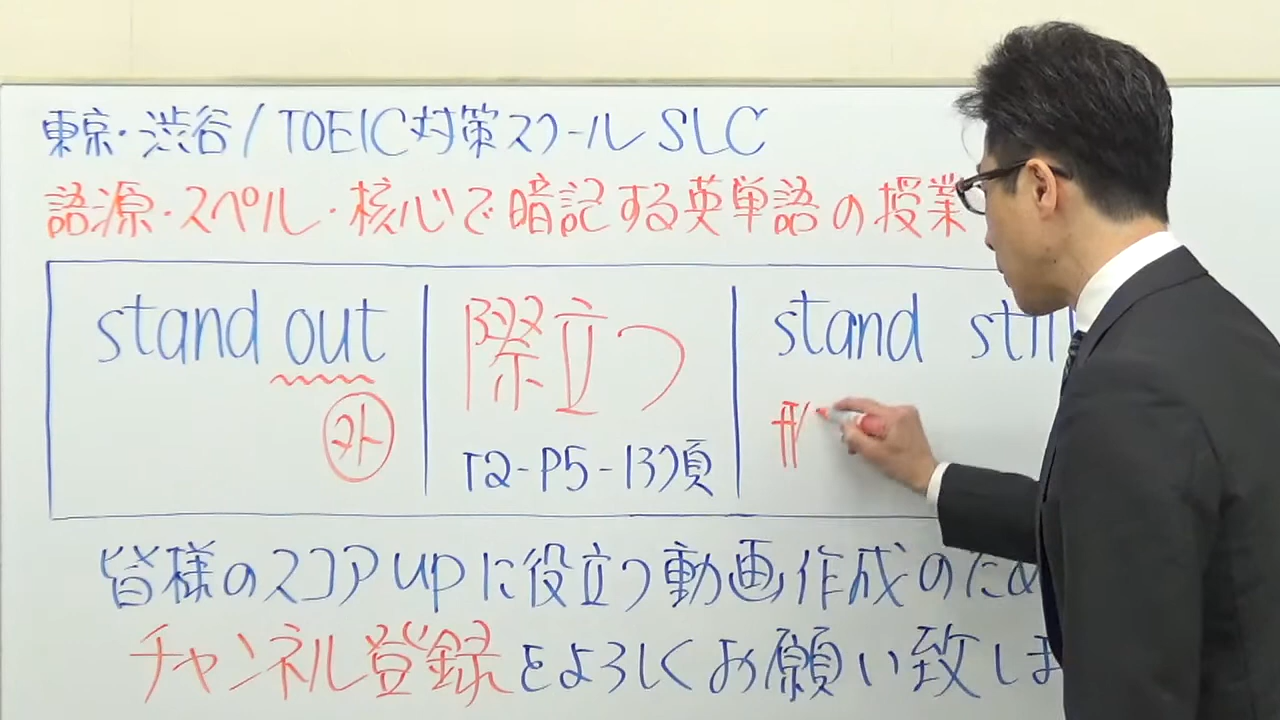 東京・渋谷/TOEIC対策スクールSLC
語源・スペル・核心で暗記する英単語の授業
stand out
外
際立つ
T2-P5-137頁
stand still
皆様のスコアupに役立つ動画作成のため
チャンネル登録をよろしくお願い致しま